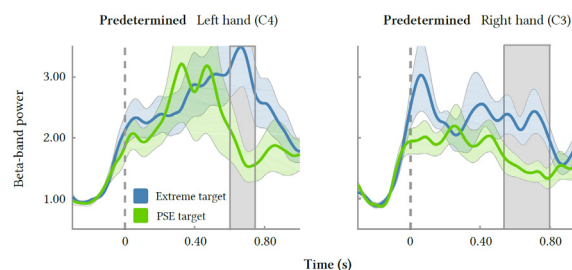 Predetermined Left hand (C4)
Predetermined Right hand (C3)
Beta-band power
3.00
2.00
1.00
Extreme target
PSE target
0 0.40 0.80
0 0.40 0.80
Time (s)